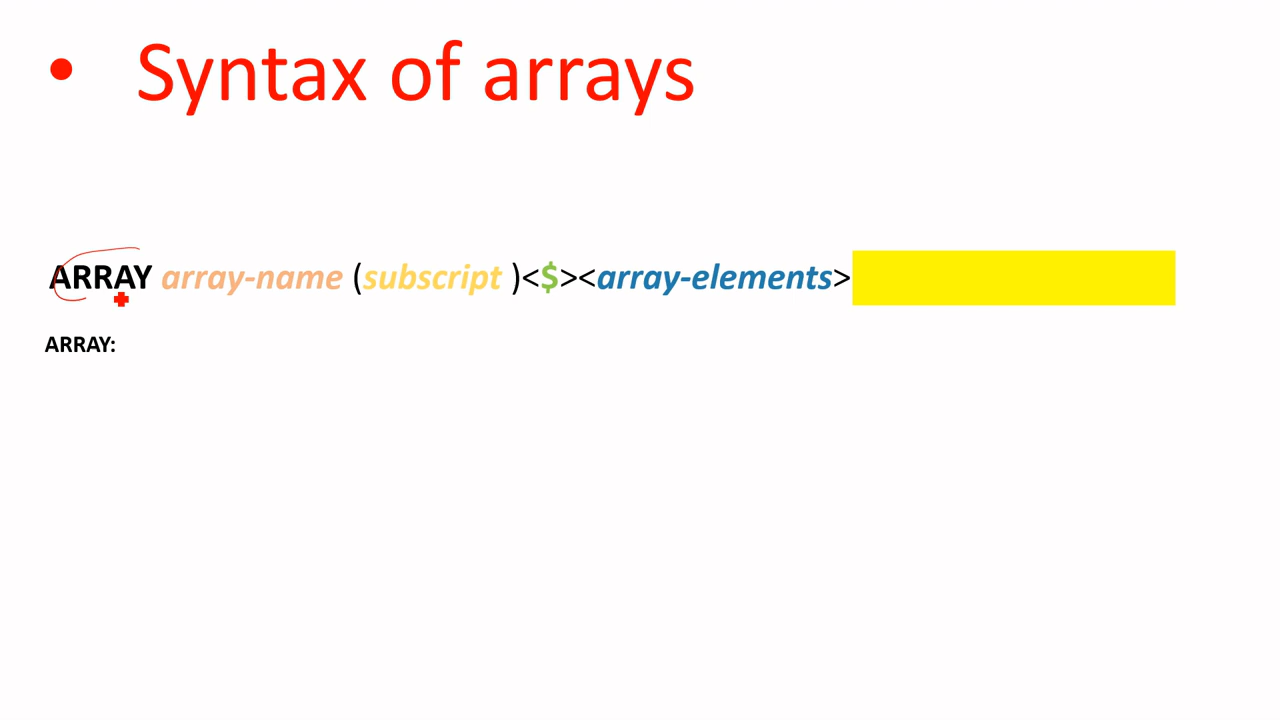 • Syntax of arrays
ARRAY array-name (subscript )<$><array-elements>
ARRAY: